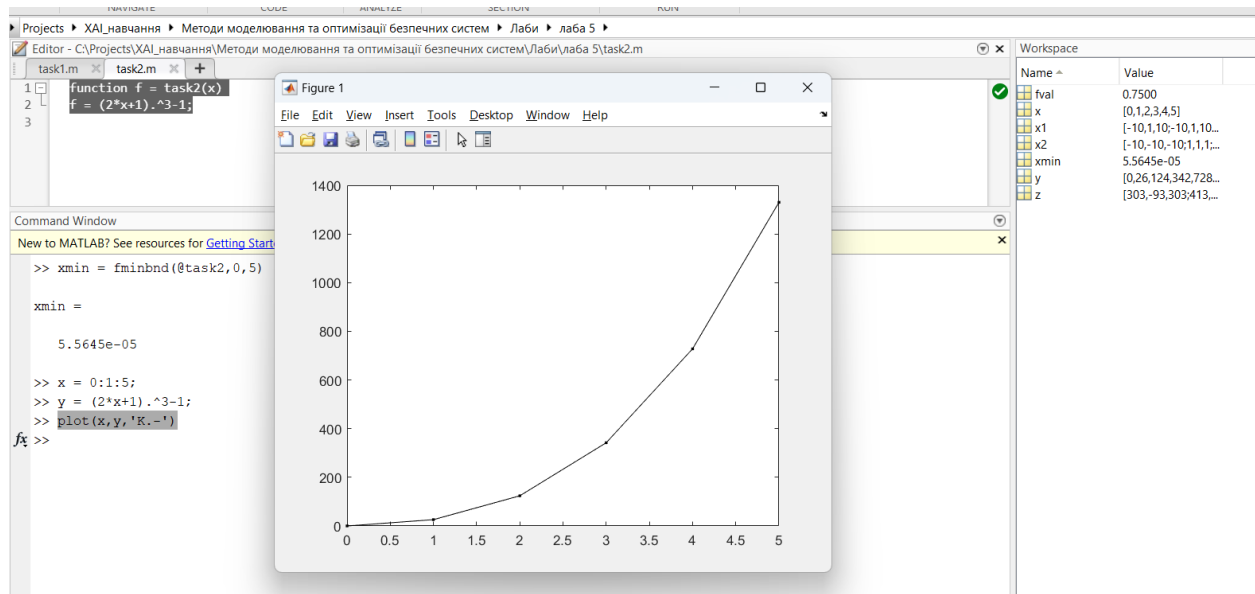 NAVIGATE CODE ANALYZE SECTION RUN
Projects ▸ ХАІ_навчання ▸ Методи моделювання та оптимізації безпечних систем ▸ Лаби ▸ лаба 5 ▸
Editor - C:\Projects\ХАІ_навчання\Методи моделювання та оптимізації безпечних систем\Лаби\лаба 5\task2.m
task1.m task2.m
1 function f = task2(x)
2 f = (2*x+1).^3-1;
3
Command Window
New to MATLAB? See resources for Getting Start
>> xmin = fminbnd(@task2,0,5)
xmin =
5.5645e-05
>> x = 0:1:5;
>> y = (2*x+1).^3-1;
>> plot(x,y,'K.-')
fx >>
Figure 1
File Edit View Insert Tools Desktop Window Help
1400
1200
1000
800
600
400
200
0
0 0.5 1 1.5 2 2.5 3 3.5 4 4.5 5
Workspace
Name Value
fval 0.7500
x [0,1,2,3,4,5]
x1 [-10,1,10;-10,1,10...
x2 [-10,-10,-10;1,1,1;...
xmin 5.5645e-05
y [0,26,124,342,728...
z [303,-93,303;413,...